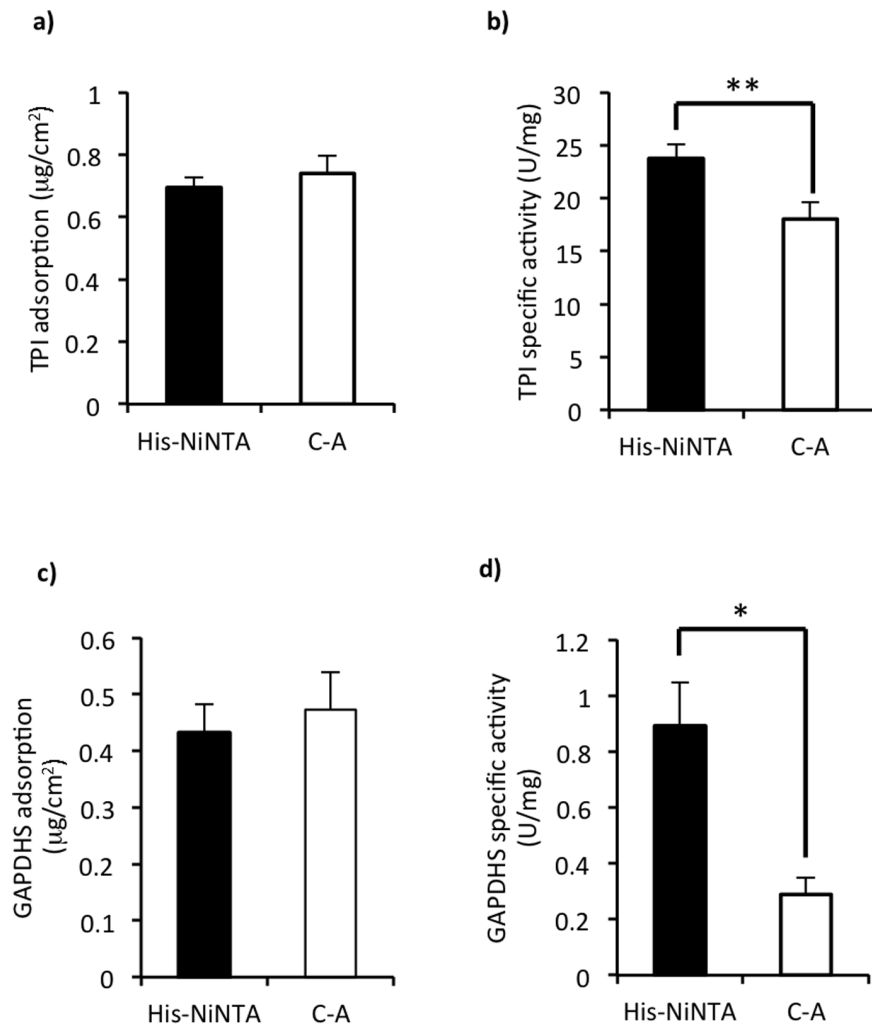 a)
TPI adsorption (µg/cm²)
1
0.8
0.6
0.4
0.2
0
His-NiNTA C-A
b)
TPI specific activity (U/mg)
**
30
25
20
15
10
5
0
His-NiNTA C-A
c)
GAPDHS adsorption
(µg/cm²)
0.6
0.5
0.4
0.3
0.2
0.1
0
His-NiNTA C-A
d)
GAPDHS specific activity
(U/mg)
*
1.2
1
0.8
0.6
0.4
0.2
0
His-NiNTA C-A